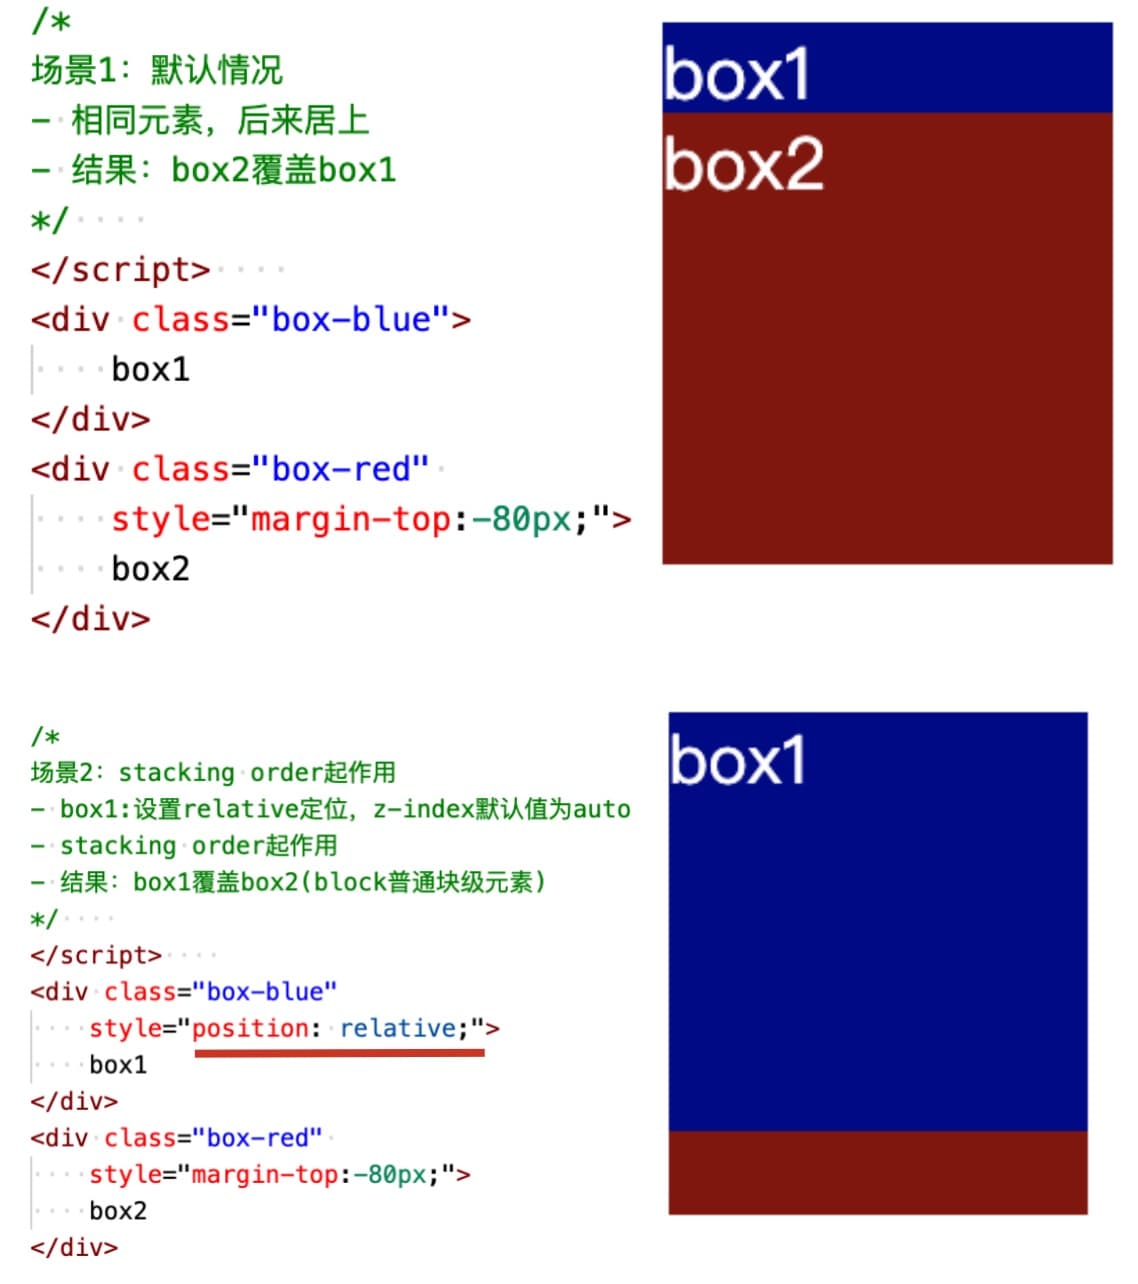 /*
场景1：默认情况
- 相同元素，后来居上
- 结果：box2覆盖box1
*/
</script>
<div class="box-blue">
box1
</div>
<div class="box-red"
style="margin-top:-80px;">
box2
</div>
box1
box2
/*
场景2：stacking order起作用
- box1:设置relative定位，z-index默认值为auto
- stacking order起作用
- 结果：box1覆盖box2(block普通块级元素)
*/
</script>
<div class="box-blue"
style="position: relative;">
box1
</div>
<div class="box-red"
style="margin-top:-80px;">
box2
</div>
box1